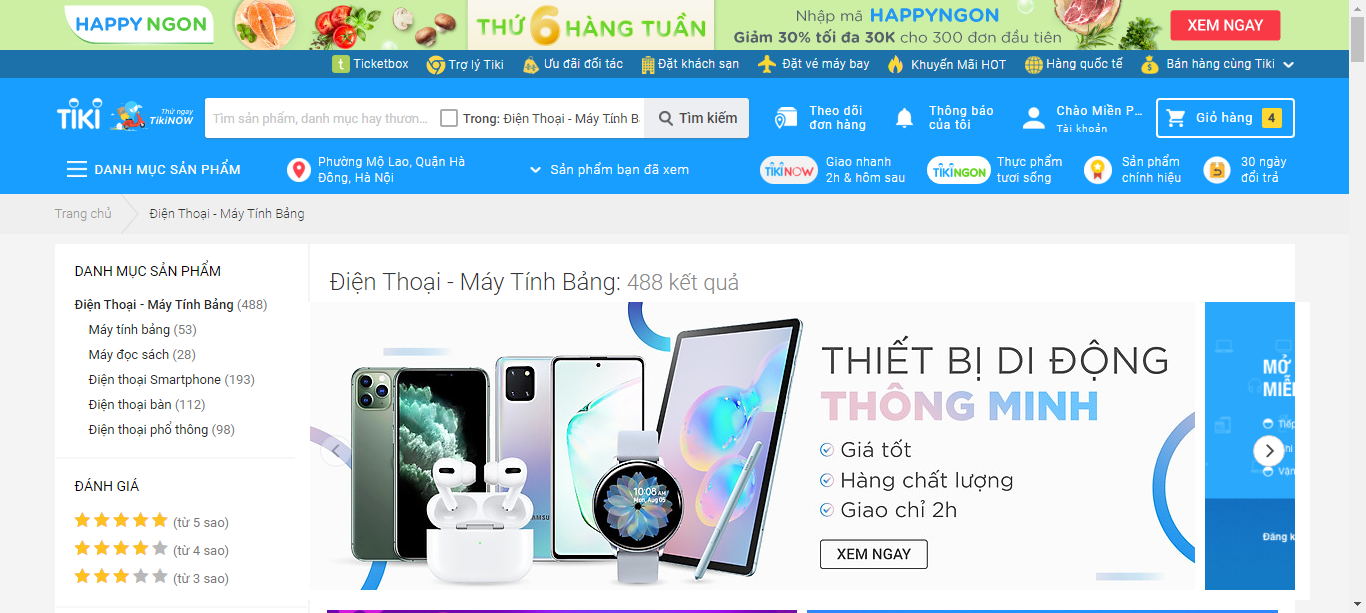 HAPPY NGON
THỨ 6 HÀNG TUẦN
Nhập mã HAPPYNGON
Giảm 30% tối đa 30K cho 300 đơn đầu tiên
XEM NGAY
Ticketbox
Trợ lý Tiki
Ưu đãi đối tác
Đặt khách sạn
Đặt vé máy bay
Khuyến Mãi HOT
Hàng quốc tế
Bán hàng cùng Tiki
TIKI
Thử ngay
TikiNOW
Tìm sản phẩm, danh mục hay thươn...
Trong: Điện Thoại - Máy Tính B
Tìm kiếm
Theo dõi
đơn hàng
Thông báo
của tôi
Chào Miền P...
Tài khoản
Giỏ hàng 4
DANH MỤC SẢN PHẨM
Phường Mộ Lao, Quận Hà
Đông, Hà Nội
Sản phẩm bạn đã xem
TIKINOW
Giao nhanh
2h & hôm sau
TIKINGON
Thực phẩm
tươi sống
Sản phẩm
chính hiệu
30 ngày
đổi trả
Trang chủ
Điện Thoại - Máy Tính Bảng
DANH MỤC SẢN PHẨM
Điện Thoại - Máy Tính Bảng (488)
Máy tính bảng (53)
Máy đọc sách (28)
Điện thoại Smartphone (193)
Điện thoại bàn (112)
Điện thoại phổ thông (98)
ĐÁNH GIÁ
(từ 5 sao)
(từ 4 sao)
(từ 3 sao)
Điện Thoại - Máy Tính Bảng: 488 kết quả
THIẾT BỊ DI ĐỘNG
THÔNG MINH
Giá tốt
Hàng chất lượng
Giao chỉ 2h
XEM NGAY
10:08 AM
Mon, Aug 05
MỞ
MIỄ
Tiếp
Vận
Đăng k